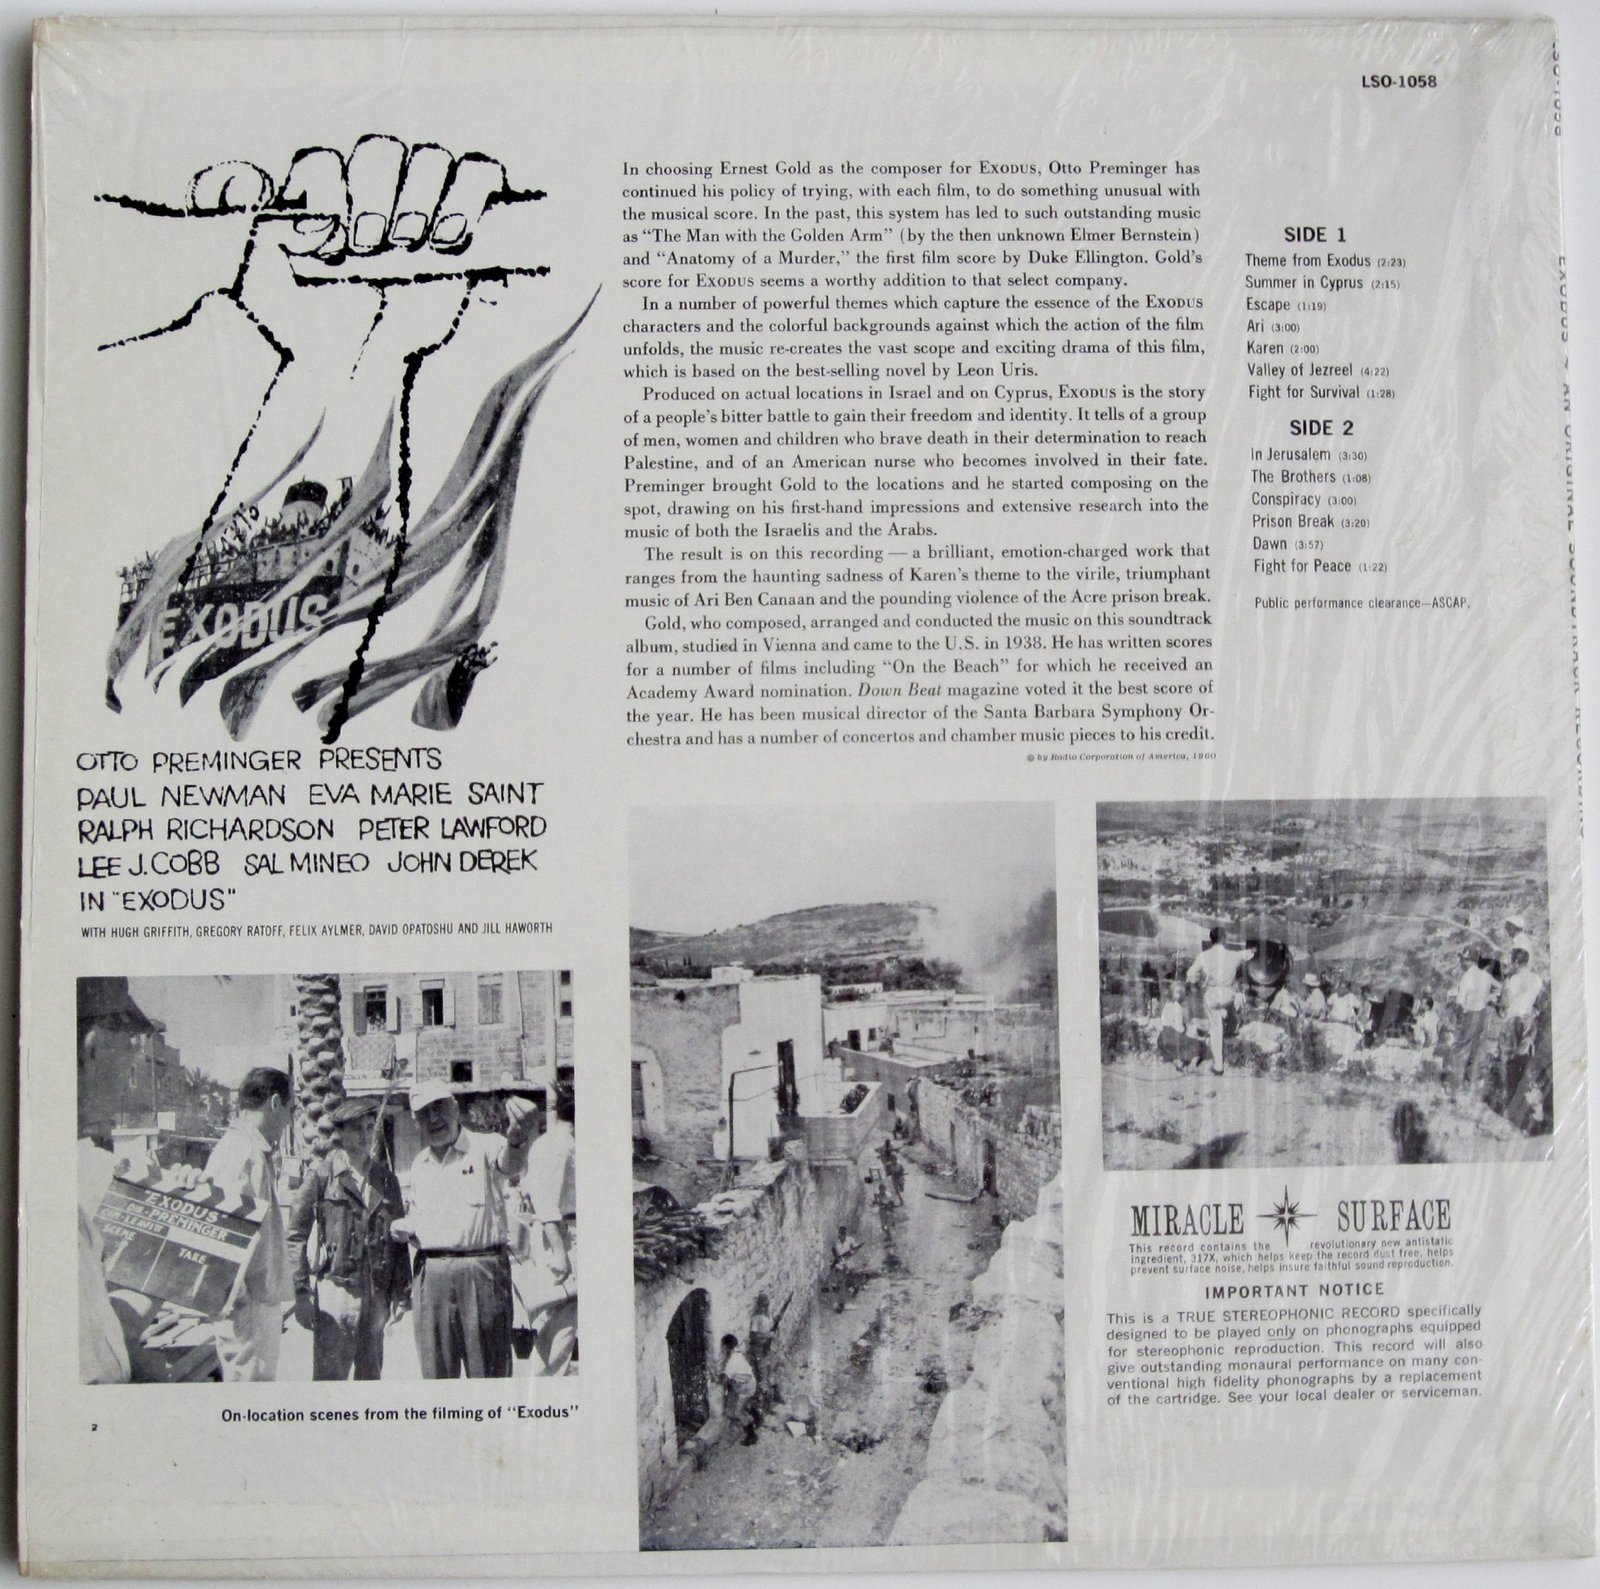 LSO-1058
In choosing Ernest Gold as the composer for EXODUS, Otto Preminger has
continued his policy of trying, with each film, to do something unusual with
the musical score. In the past, this system has led to such outstanding music
as “The Man with the Golden Arm” (by the then unknown Elmer Bernstein)
and “Anatomy of a Murder,” the first film score by Duke Ellington. Gold’s
score for EXODUS seems a worthy addition to that select company.
In a number of powerful themes which capture the essence of the EXODUS
characters and the colorful backgrounds against which the action of the film
unfolds, the music re-creates the vast scope and exciting drama of this film,
which is based on the best-selling novel by Leon Uris.
Produced on actual locations in Israel and on Cyprus, EXODUS is the story
of a people’s bitter battle to gain their freedom and identity. It tells of a group
of men, women and children who brave death in their determination to reach
Palestine, and of an American nurse who becomes involved in their fate.
Preminger brought Gold to the locations and he started composing on the
spot, drawing on his first-hand impressions and extensive research into the
music of both the Israelis and the Arabs.
The result is on this recording — a brilliant, emotion-charged work that
ranges from the haunting sadness of Karen’s theme to the virile, triumphant
music of Ari Ben Canaan and the pounding violence of the Acre prison break.
Gold, who composed, arranged and conducted the music on this soundtrack
album, studied in Vienna and came to the U.S. in 1938. He has written scores
for a number of films including “On the Beach” for which he received an
Academy Award nomination. Down Beat magazine voted it the best score of
the year. He has been musical director of the Santa Barbara Symphony Or-
chestra and has a number of concertos and chamber music pieces to his credit.
© by Radio Corporation of America, 1960
SIDE 1
Theme from Exodus (2:23)
Summer in Cyprus (2:15)
Escape (1:19)
Ari (3:00)
Karen (2:00)
Valley of Jezreel (4:22)
Fight for Survival (1:28)
SIDE 2
In Jerusalem (3:30)
The Brothers (1:08)
Conspiracy (3:00)
Prison Break (3:20)
Dawn (3:57)
Fight for Peace (1:22)
Public performance clearance—ASCAP.
LSO-1058
EXODUS ~ AN ORIGINAL SOUNDTRACK RECORDING
EXODUS
OTTO PREMINGER PRESENTS
PAUL NEWMAN EVA MARIE SAINT
RALPH RICHARDSON PETER LAWFORD
LEE J. COBB SAL MINEO JOHN DEREK
IN "EXODUS"
WITH HUGH GRIFFITH, GREGORY RATOFF, FELIX AYLMER, DAVID OPATOSHU AND JILL HAWORTH
"EXODUS"
DIR.-PREMINGER
CAM-LEAVITT
SCENE
TAKE
On-location scenes from the filming of "Exodus"
2
MIRACLE SURFACE
This record contains the revolutionary new antistatic
ingredient, 317X, which helps keep the record dust free, helps
prevent surface noise, helps insure faithful sound reproduction.
IMPORTANT NOTICE
This is a TRUE STEREOPHONIC RECORD specifically
designed to be played only on phonographs equipped
for stereophonic reproduction. This record will also
give outstanding monaural performance on many con-
ventional high fidelity phonographs by a replacement
of the cartridge. See your local dealer or serviceman.